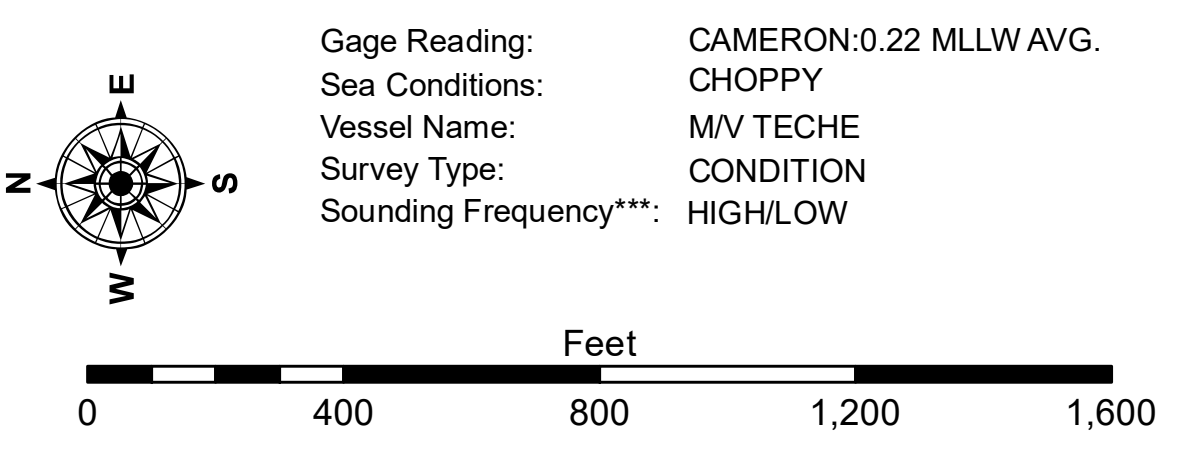 Gage Reading: CAMERON:0.22 MLLW AVG.
Sea Conditions: CHOPPY
Vessel Name: M/V TECHE
Survey Type: CONDITION
Sounding Frequency***: HIGH/LOW
E
N S
W
Feet
0 400 800 1,200 1,600